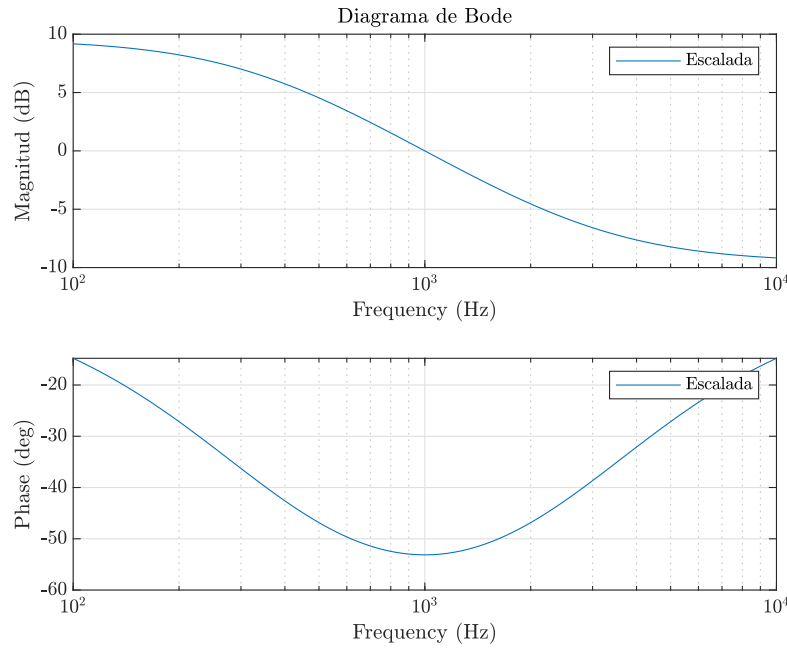 Diagrama de Bode
10
5
0
-5
-10
Magnitud (dB)
Escalada
10²
10³
10⁴
Frequency (Hz)
-20
-30
-40
-50
-60
Phase (deg)
Escalada
10²
10³
10⁴
Frequency (Hz)